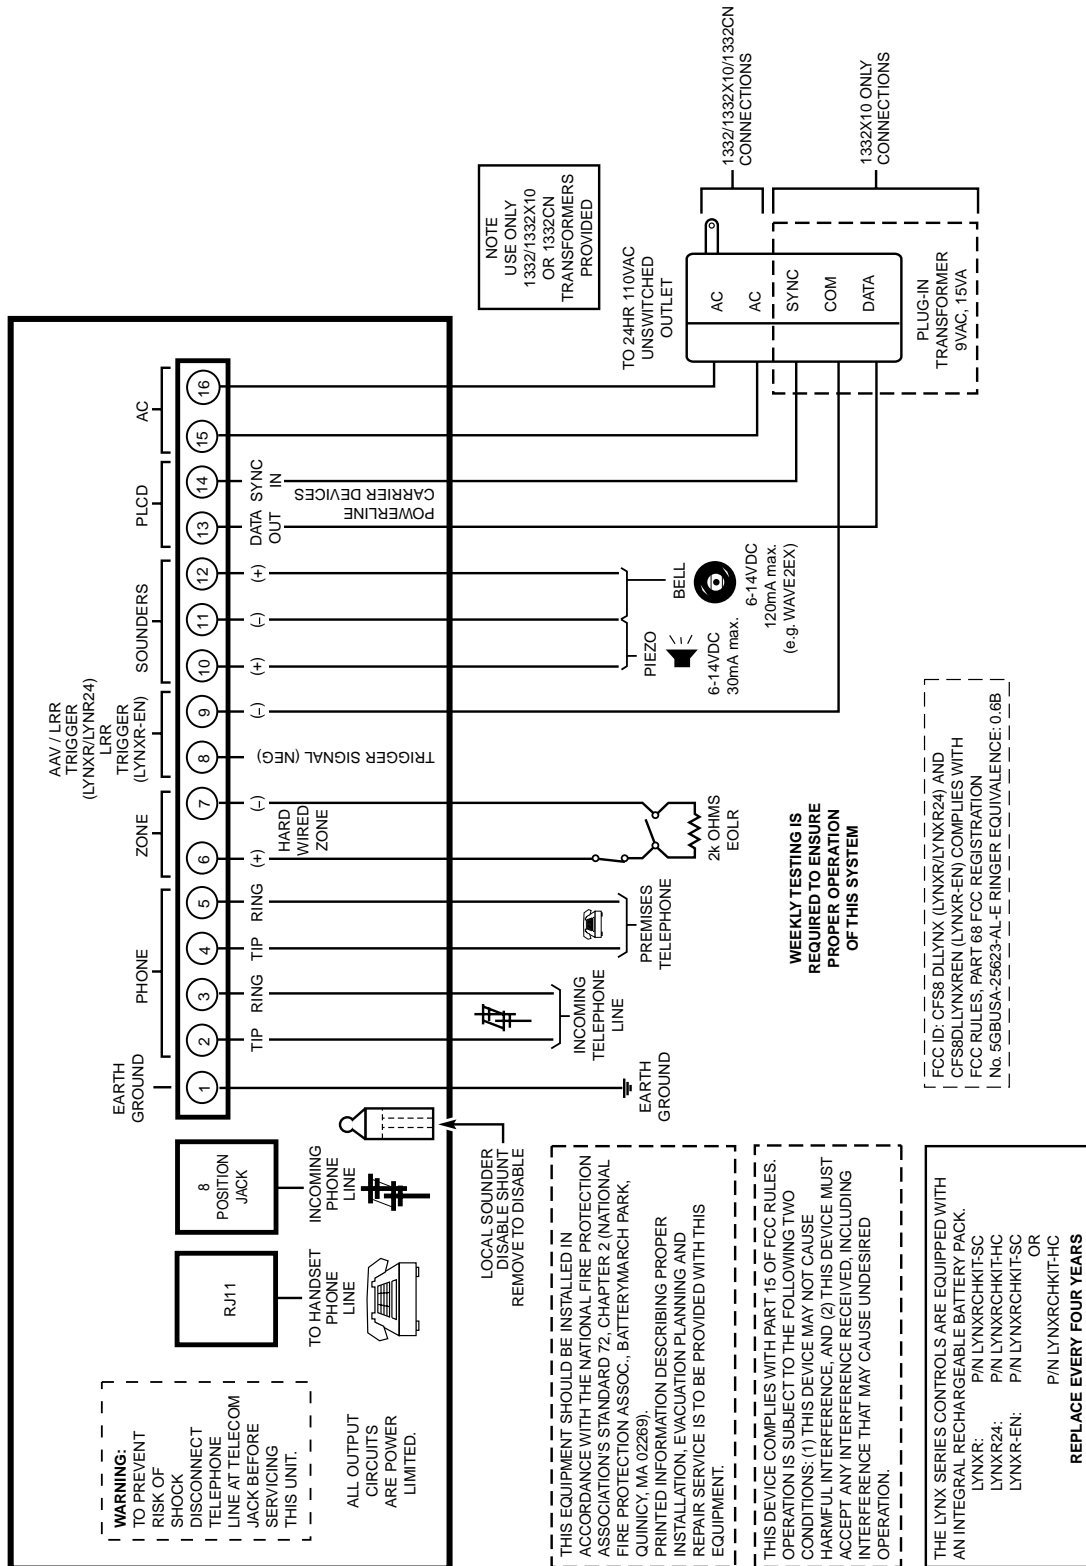 WARNING:
TO PREVENT
RISK OF
SHOCK
DISCONNECT
TELEPHONE
LINE AT TELECOM
JACK BEFORE
SERVICING
THIS UNIT.
ALL OUTPUT
CIRCUITS
ARE POWER
LIMITED.
RJ11
TO HANDSET
PHONE
LINE
8
POSITION
JACK
INCOMING
PHONE
LINE
EARTH
GROUND
PHONE
ZONE
AAV / LRR
TRIGGER
(LYNXR/LYNR24)
LRR
TRIGGER
(LYNXR-EN)
SOUNDERS
PLCD
AC
1
2
3
4
5
6
7
8
9
10
11
12
13
14
15
16
TIP
RING
TIP
RING
(+)
(–)
HARD
WIRED
ZONE
TRIGGER SIGNAL (NEG)
(–)
(+)
(–)
(+)
DATA
OUT
SYNC
IN
POWERLINE
CARRIER DEVICES
LOCAL SOUNDER
DISABLE SHUNT
REMOVE TO DISABLE
EARTH
GROUND
INCOMING
TELEPHONE
LINE
PREMISES
TELEPHONE
2k OHMS
EOLR
PIEZO
6-14VDC
30mA max.
BELL
6-14VDC
120mA max.
(e.g. WAVE2EX)
NOTE
USE ONLY
1332/1332X10
OR 1332CN
TRANSFORMERS
PROVIDED
TO 24HR 110VAC
UNSWITCHED
OUTLET
AC
AC
SYNC
COM
DATA
PLUG-IN
TRANSFORMER
9VAC, 15VA
1332/1332X10/1332CN
CONNECTIONS
1332X10 ONLY
CONNECTIONS
WEEKLY TESTING IS
REQUIRED TO ENSURE
PROPER OPERATION
OF THIS SYSTEM
THIS EQUIPMENT SHOULD BE INSTALLED IN
ACCORDANCE WITH THE NATIONAL FIRE PROTECTION
ASSOCIATION'S STANDARD 72, CHAPTER 2 (NATIONAL
FIRE PROTECTION ASSOC., BATTERYMARCH PARK,
QUINICY, MA 02269).
PRINTED INFORMATION DESCRIBING PROPER
INSTALLATION, EVACUATION PLANNING AND
REPAIR SERVICE IS TO BE PROVIDED WITH THIS
EQUIPMENT.
THIS DEVICE COMPLIES WITH PART 15 OF FCC RULES.
OPERATION IS SUBJECT TO THE FOLLOWING TWO
CONDITIONS: (1) THIS DEVICE MAY NOT CAUSE
HARMFUL INTERFERENCE, AND (2) THIS DEVICE MUST
ACCEPT ANY INTERFERENCE RECEIVED, INCLUDING
INTERFERENCE THAT MAY CAUSE UNDESIRED
OPERATION.
FCC ID: CFS8 DLLYNX (LYNXR/LYNXR24) AND
CFS8DLLYNXREN (LYNXR-EN) COMPLIES WITH
FCC RULES, PART 68 FCC REGISTRATION
No. 5GBUSA-25623-AL-E RINGER EQUIVALENCE: 0.6B
THE LYNX SERIES CONTROLS ARE EQUIPPED WITH
AN INTEGRAL RECHARGEABLE BATTERY PACK.
LYNXR: P/N LYNXRCHKIT-SC
LYNXR24: P/N LYNXRCHKIT-HC
LYNXR-EN: P/N LYNXRCHKIT-SC
OR
P/N LYNXRCHKIT-HC
REPLACE EVERY FOUR YEARS